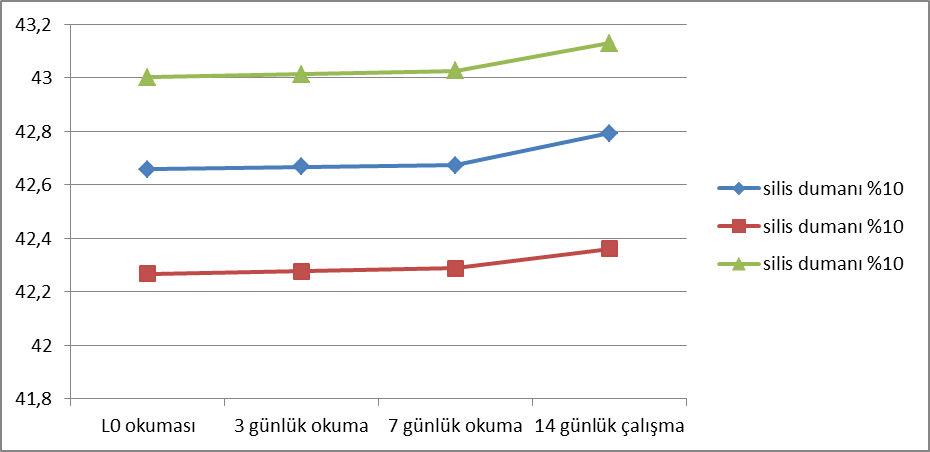 43,2
43
42,8
42,6
42,4
42,2
42
41,8
L0 okuması
3 günlük okuma
7 günlük okuma
14 günlük çalışma
silis dumanı %10
silis dumanı %10
silis dumanı %10